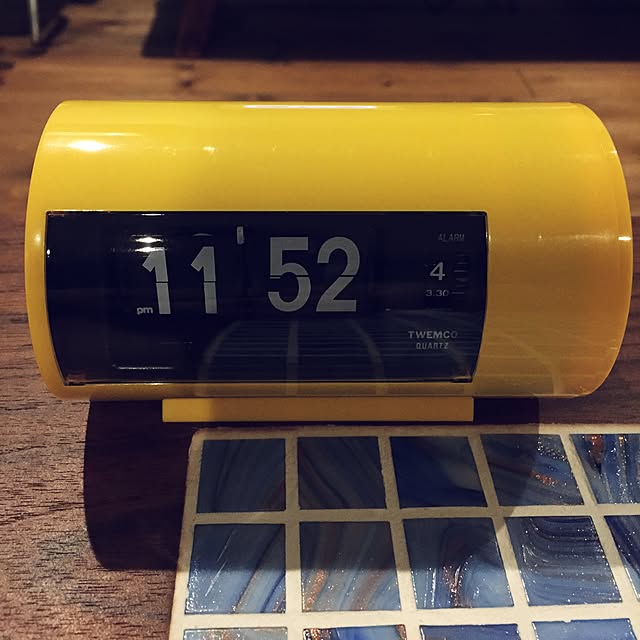 pm 11 52
ALARM
4
3.30
TWEMCO
QUARTZ